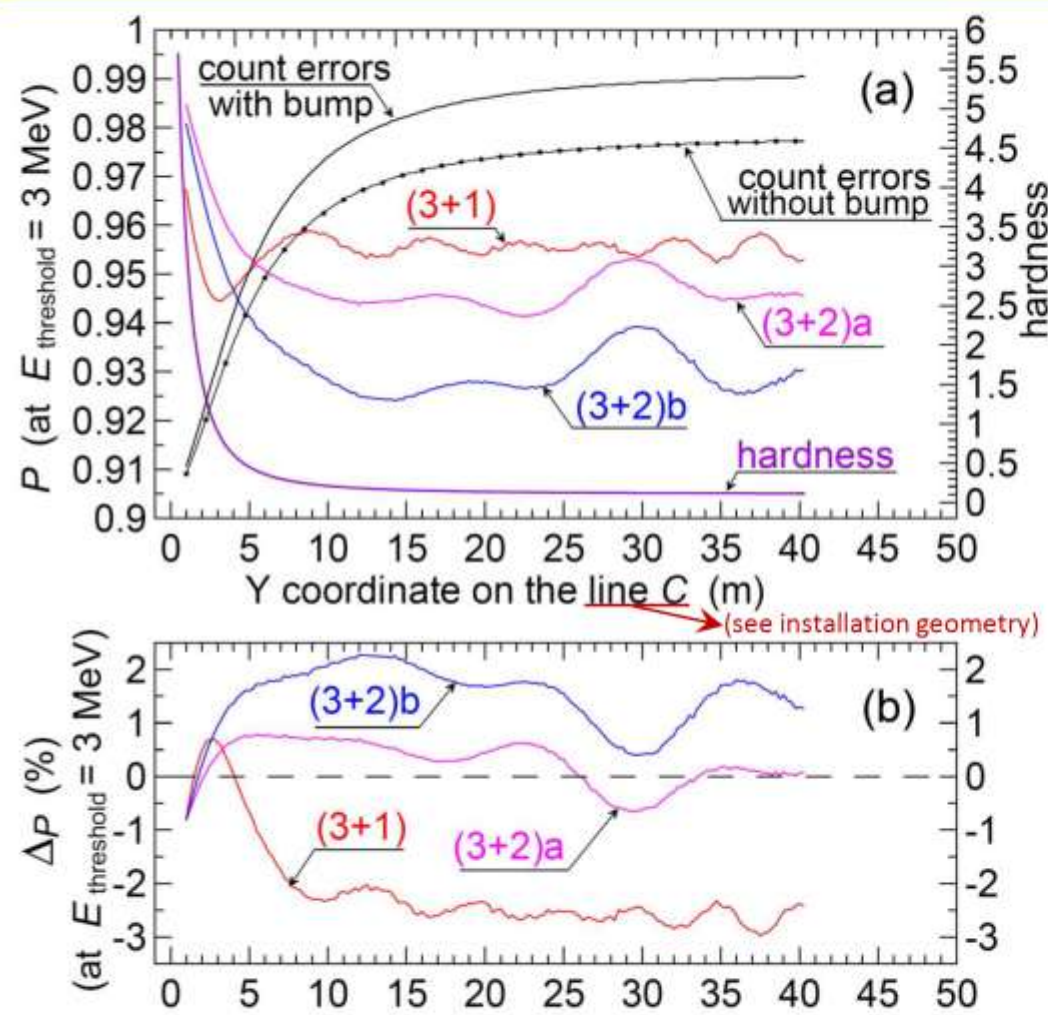 1
0.99
0.98
0.97
0.96
0.95
0.94
0.93
0.92
0.91
0.9
P (at E threshold = 3 MeV)
6
5.5
5
4.5
4
3.5
3
2.5
2
1.5
1
0.5
0
hardness
(a)
count errors
with bump
count errors
without bump
(3+1)
(3+2)a
(3+2)b
hardness
0 5 10 15 20 25 30 35 40 45 50
Y coordinate on the line C (m)
(see installation geometry)
ΔP (%)
(at E threshold = 3 MeV)
2
1
0
-1
-2
-3
2
1
0
-1
-2
-3
(b)
(3+2)b
(3+1)
(3+2)a
0 5 10 15 20 25 30 35 40 45 50